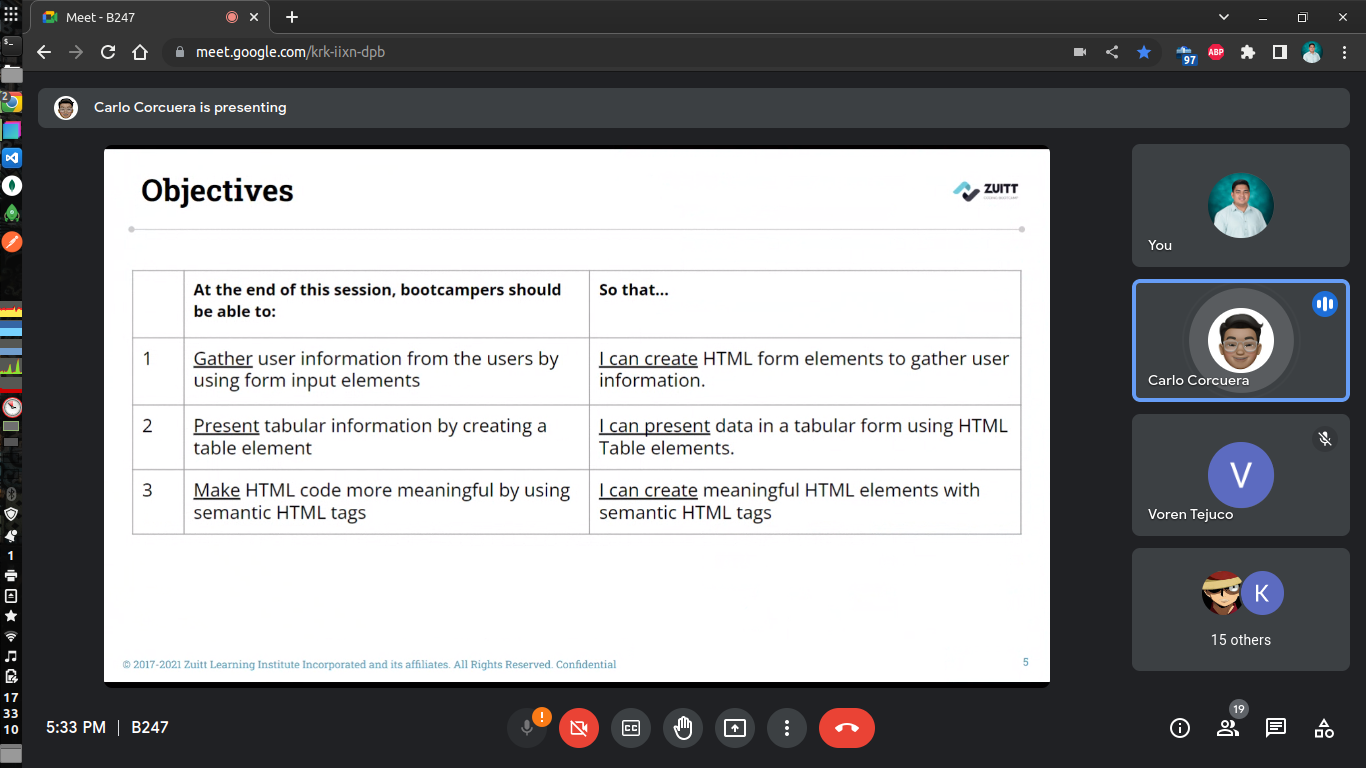 Meet - B247
meet.google.com/krk-iixn-dpb
97
ABP
Carlo Corcuera is presenting
Objectives
ZUITT
CODING BOOTCAMP
At the end of this session, bootcampers should
be able to:
So that...
1
Gather user information from the users by
using form input elements
I can create HTML form elements to gather user
information.
2
Present tabular information by creating a
table element
I can present data in a tabular form using HTML
Table elements.
3
Make HTML code more meaningful by using
semantic HTML tags
I can create meaningful HTML elements with
semantic HTML tags
© 2017-2021 Zuitt Learning Institute Incorporated and its affiliates. All Rights Reserved. Confidential
5
You
Carlo Corcuera
V
Voren Tejuco
K
15 others
2
1
17
33
10
5:33 PM | B247
!
CC
19